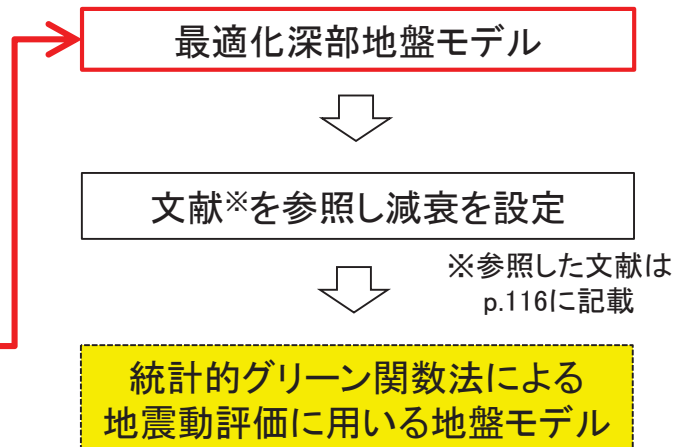 最適化深部地盤モデル
文献※を参照し減衰を設定
※参照した文献は
p.116に記載
統計的グリーン関数法による
地震動評価に用いる地盤モデル